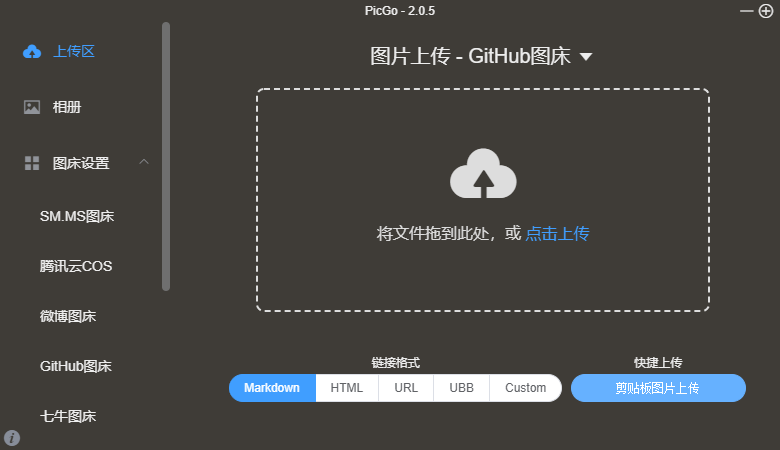 PicGo - 2.0.5
上传区
相册
图床设置
SM.MS图床
腾讯云COS
微博图床
GitHub图床
七牛图床
图片上传 - GitHub图床
将文件拖到此处，或 点击上传
链接格式
Markdown HTML URL UBB Custom
快捷上传
剪贴板图片上传
i